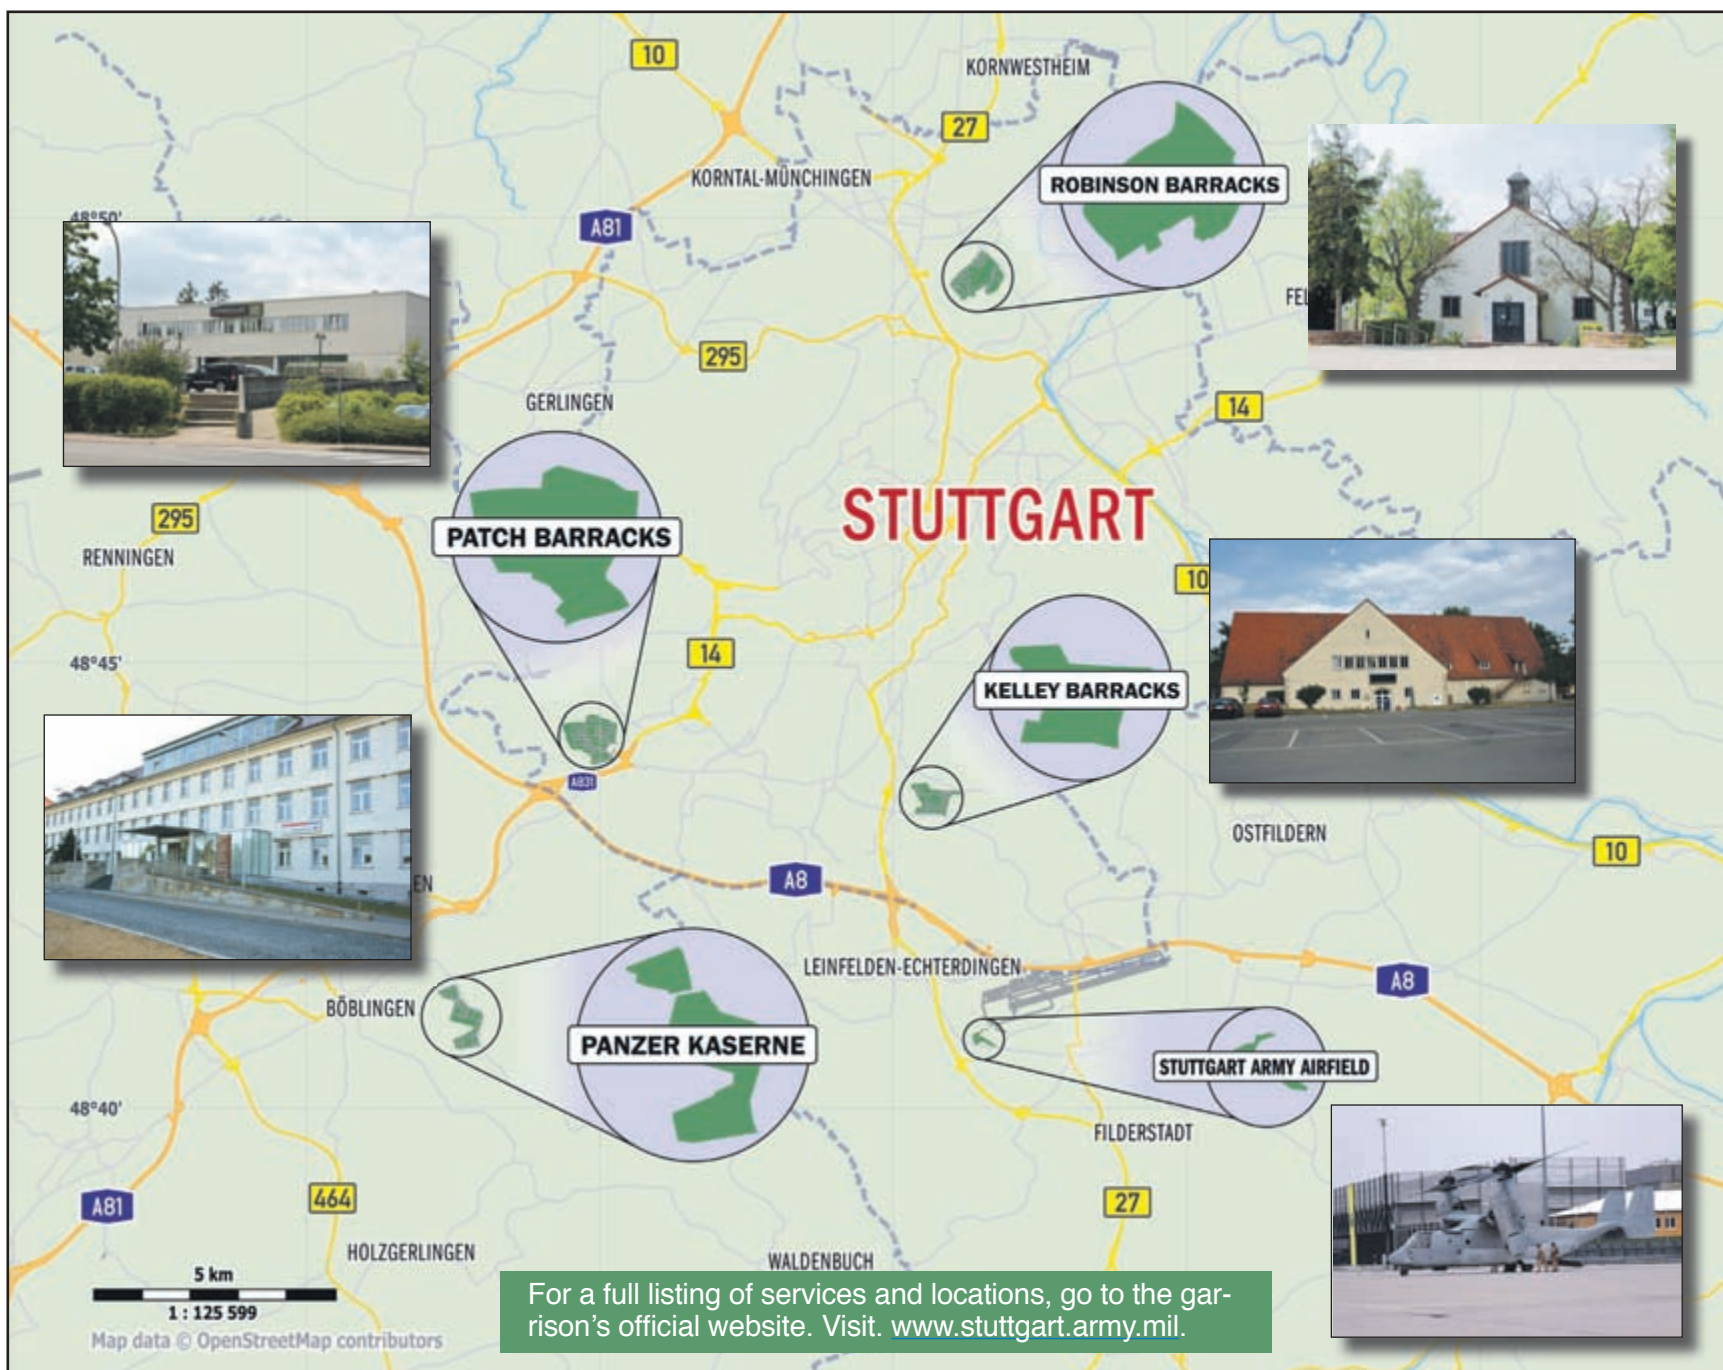 10
KORNWESTHEIM
27
KORNTAL-MÜNCHINGEN
ROBINSON BARRACKS
48°50'
A81
FEL
295
GERLINGEN
14
STUTTGART
295
PATCH BARRACKS
RENNINGEN
10
14
48°45'
KELLEY BARRACKS
A831
OSTFILDERN
10
A8
EN
LEINFELDEN-ECHTERDINGEN
A8
BÖBLINGEN
PANZER KASERNE
STUTTGART ARMY AIRFIELD
48°40'
FILDERSTADT
A81
464
27
HOLZGERLINGEN
WALDENBUCH
5 km
1 : 125 599
Map data © OpenStreetMap contributors
For a full listing of services and locations, go to the gar-
rison's official website. Visit. www.stuttgart.army.mil.